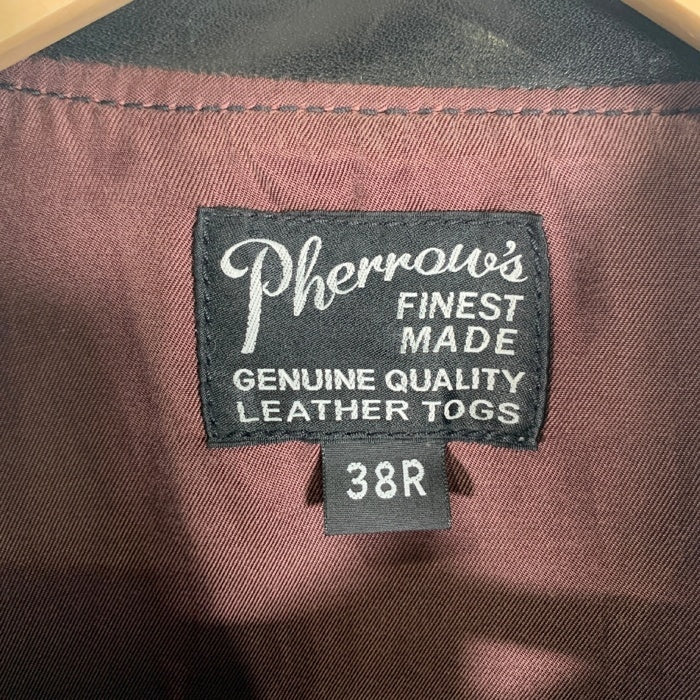 Pherrow's
FINEST
MADE
GENUINE QUALITY
LEATHER TOGS
38R